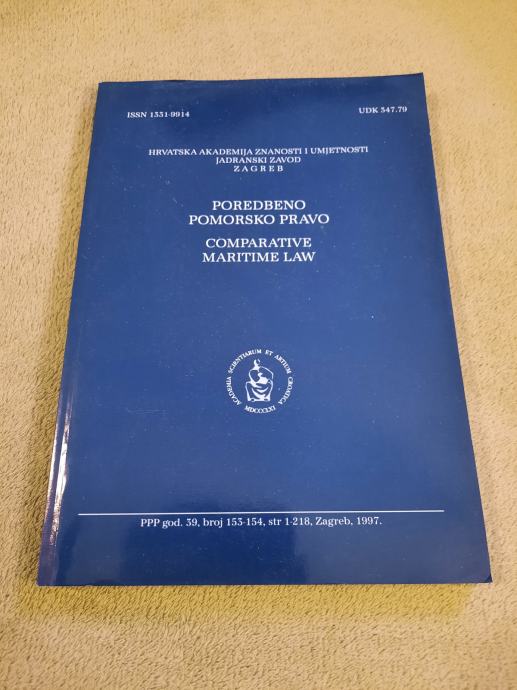 ISSN 1331-9914
UDK 347.79
HRVATSKA AKADEMIJA ZNANOSTI I UMJETNOSTI
JADRANSKI ZAVOD
ZAGREB
POREDBENO
POMORSKO PRAVO
COMPARATIVE
MARITIME LAW
ACADEMIA SCIENTIARUM ET ARTIUM CROATICA
MDCCCLXI
PPP god. 39, broj 153-154, str 1-218, Zagreb, 1997.